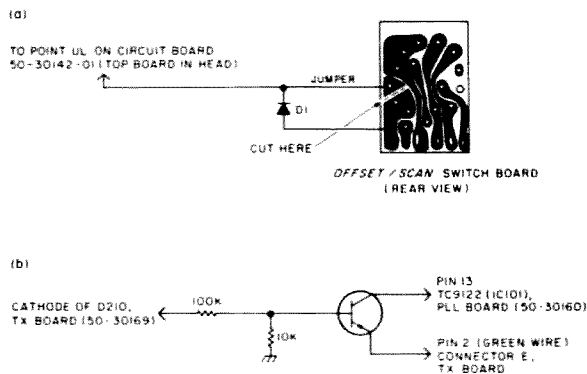 (a)
TO POINT UL ON CIRCUIT BOARD
50-30142-01 (TOP BOARD IN HEAD)
JUMPER
D1
CUT HERE
OFFSET / SCAN SWITCH BOARD
(REAR VIEW)
(b)
CATHODE OF D210,
TX BOARD (50-30169)
100K
10K
PIN 13
TC9122 (IC101),
PLL BOARD (50-30160)
PIN 2 (GREEN WIRE)
CONNECTOR E,
TX BOARD